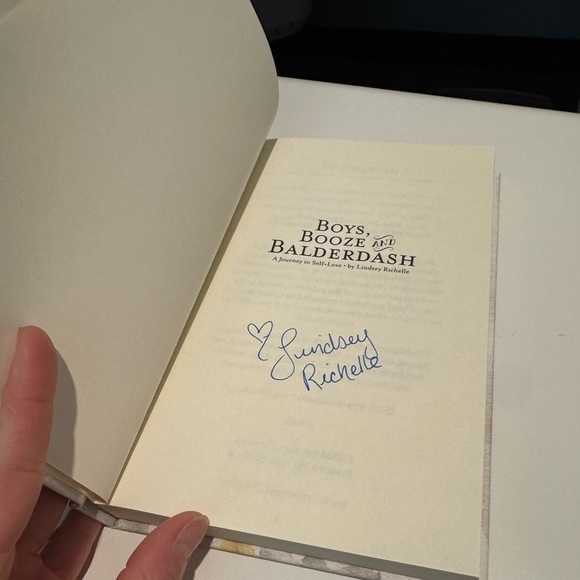 BOYS,
BOOZE AND
BALDERDASH
A Journey to Self-Love • by Lindsey Richelle
Lindsey
Richelle